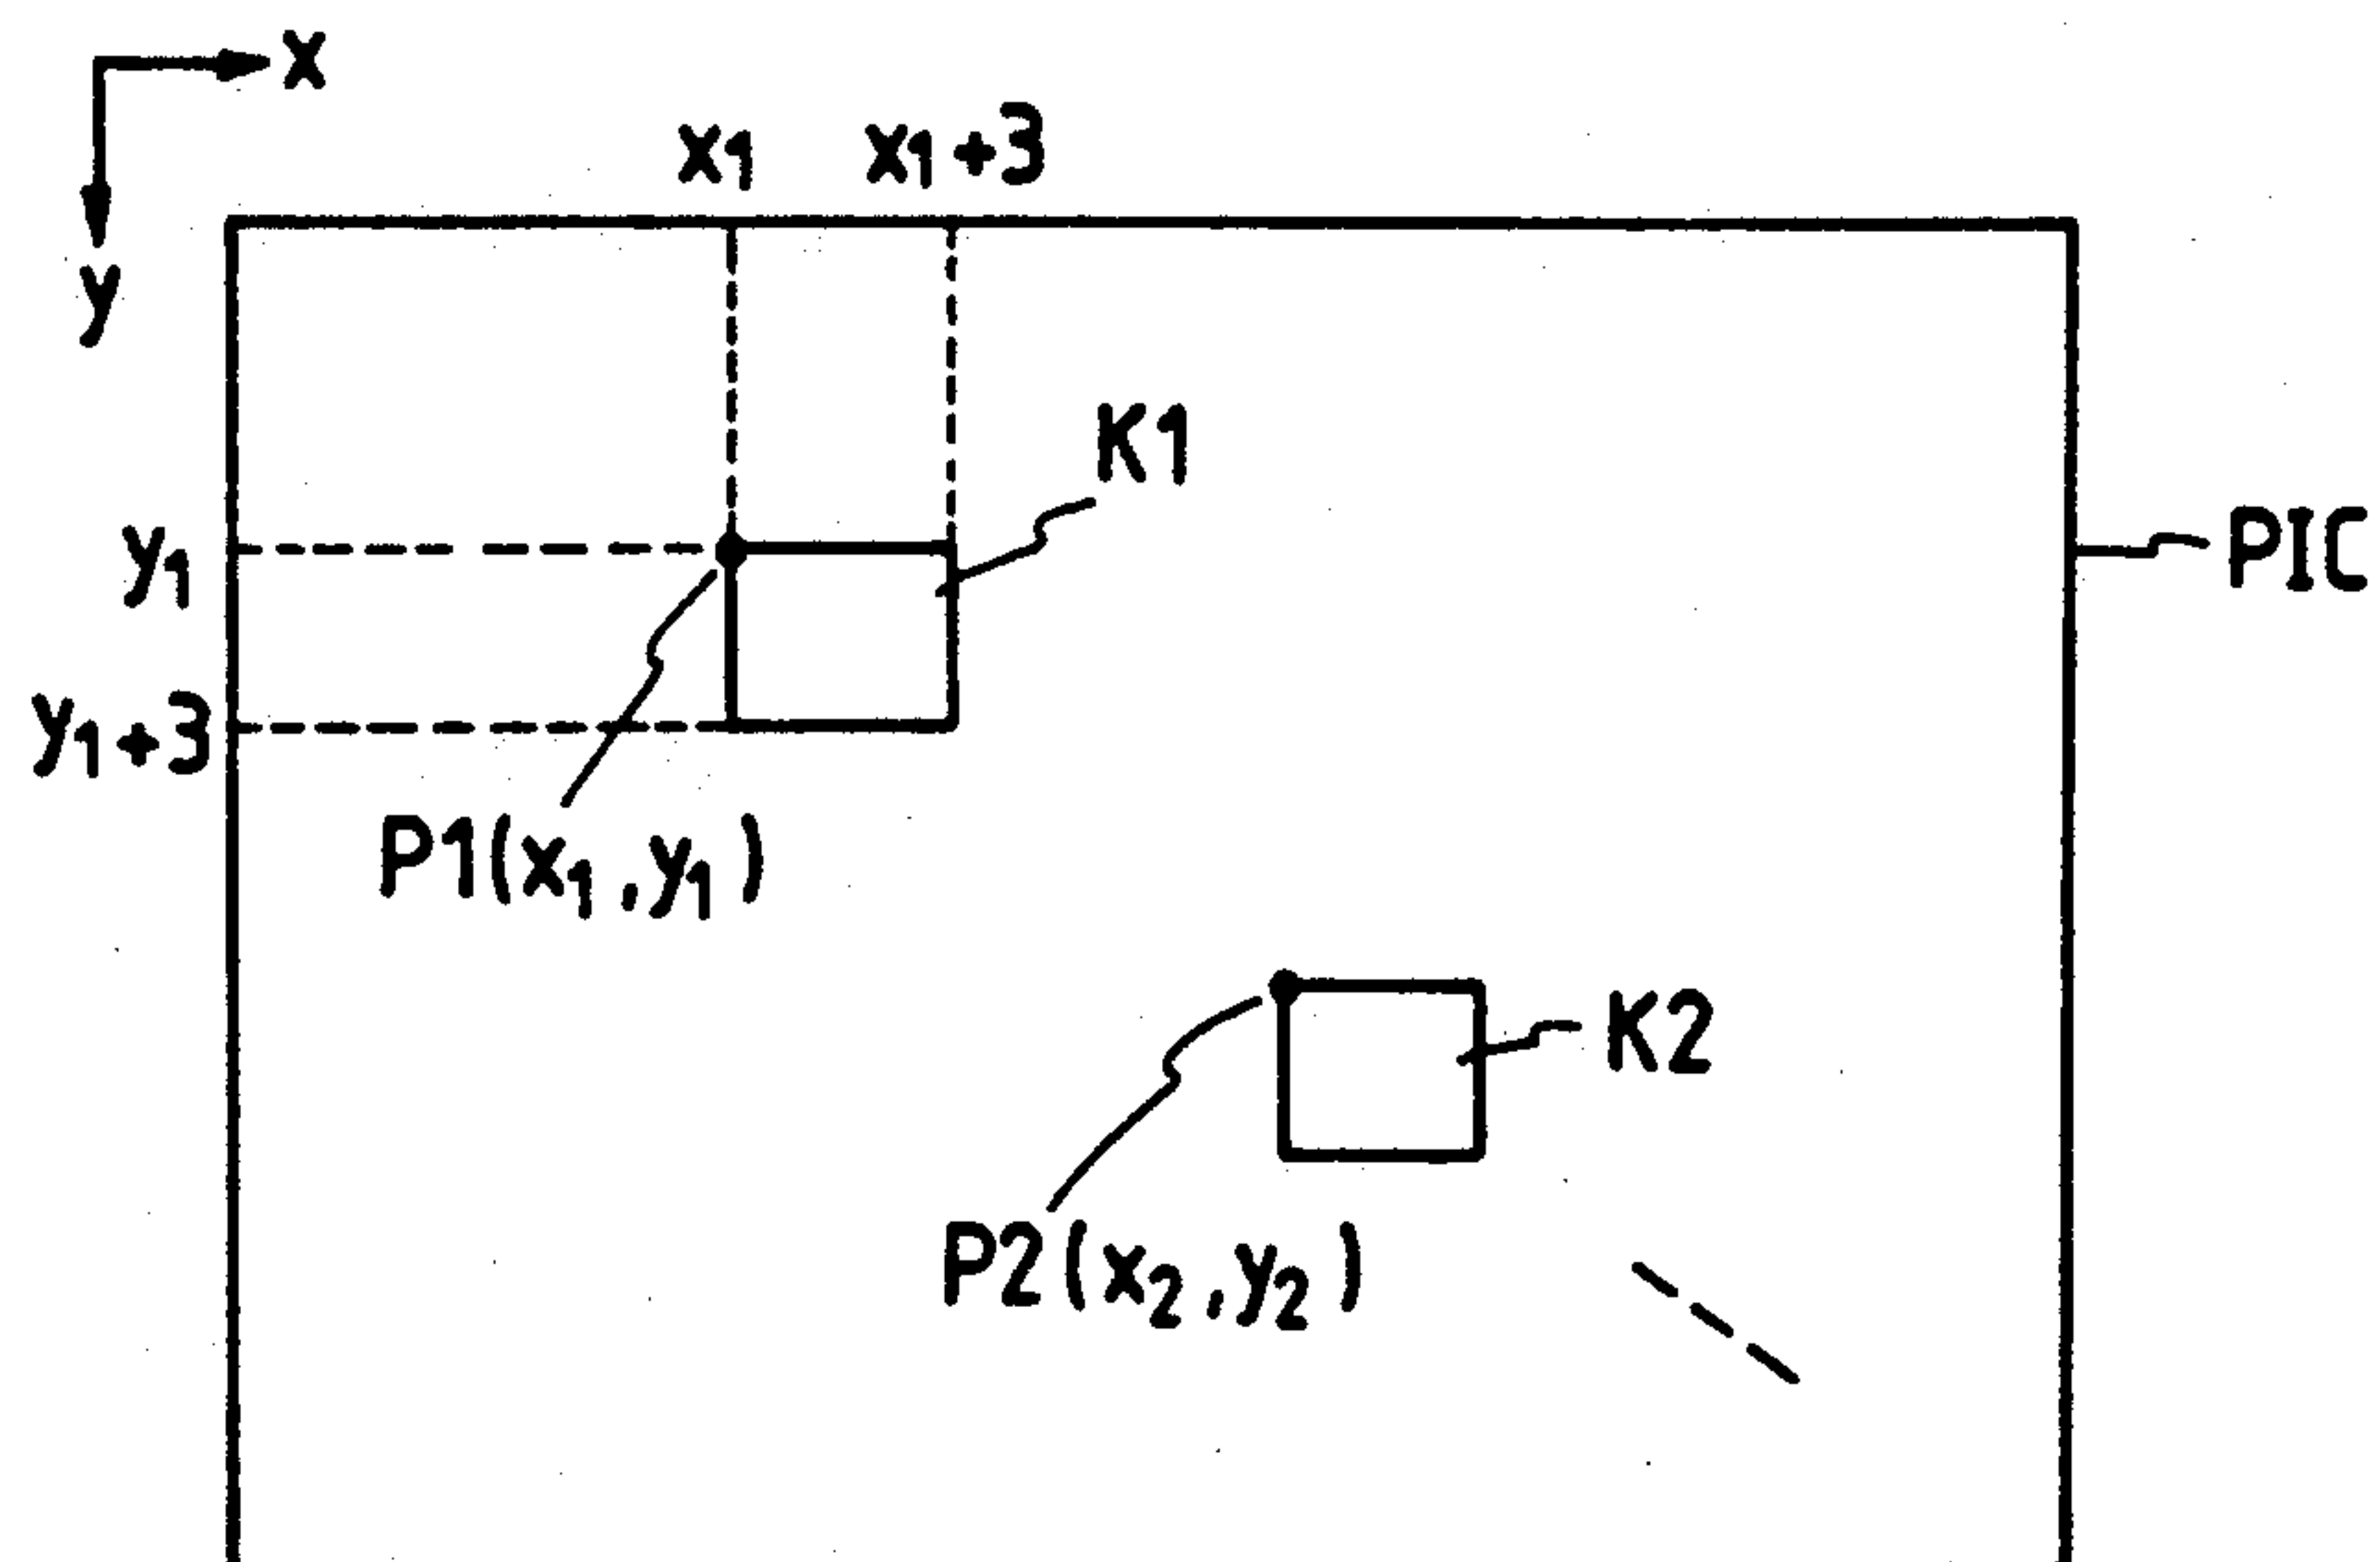 x
x1 x1+3
y
K1
y1
PIC
y1+3
P1(x1,y1)
K2
P2(x2,y2)